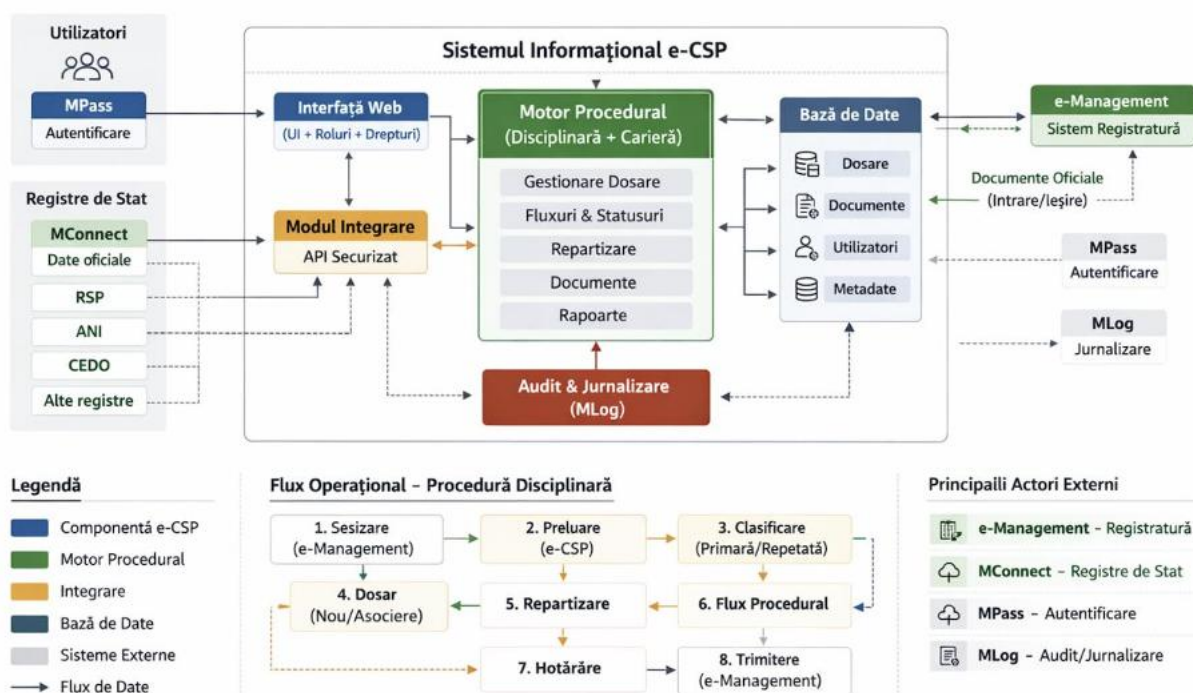 Utilizatori
MPass
Autentificare
Registre de Stat
MConnect
Date oficiale
RSP
ANI
CEDO
Alte registre
Sistemul Informațional e-CSP
Interfață Web
(UI + Roluri + Drepturi)
Modul Integrare
API Securizat
Motor Procedural
(Disciplinară + Carieră)
Gestionare Dosare
Fluxuri & Statusuri
Repartizare
Documente
Rapoarte
Audit & Jurnalizare
(MLog)
Bază de Date
Dosare
Documente
Utilizatori
Metadate
e-Management
Sistem Registratură
Documente Oficiale
(Intrare/Ieșire)
MPass
Autentificare
MLog
Jurnalizare
Legendă
Componentă e-CSP
Motor Procedural
Integrare
Bază de Date
Sisteme Externe
Flux de Date
Flux Operațional – Procedură Disciplinară
1. Sesizare
(e-Management)
2. Preluare
(e-CSP)
3. Clasificare
(Primară/Repetată)
4. Dosar
(Nou/Asociere)
5. Repartizare
6. Flux Procedural
7. Hotărăre
8. Trimitere
(e-Management)
Principaili Actori Externi
e-Management – Registratură
MConnect – Registre de Stat
MPass – Autentificare
MLog – Audit/Jurnalizare